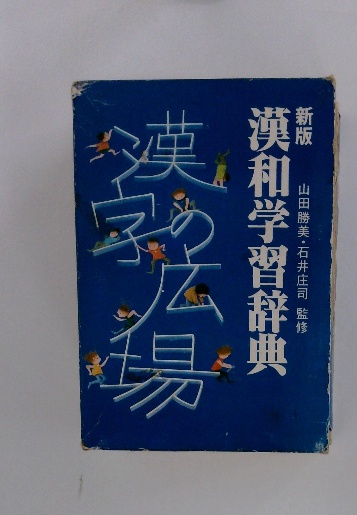 新版
漢和学習辞典
山田勝美・石井庄司 監修
漢字の広場